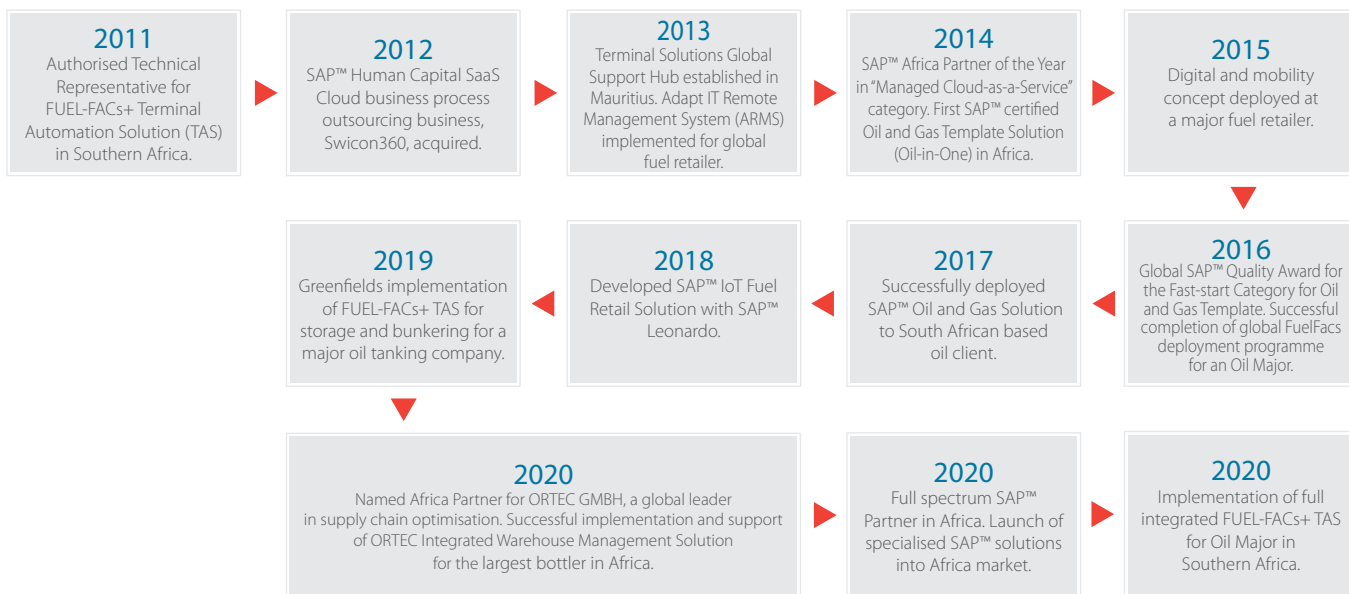 2011
Authorised Technical
Representative for
FUEL-FACs+ Terminal
Automation Solution (TAS)
in Southern Africa.
2012
SAP™ Human Capital SaaS
Cloud business process
outsourcing business,
Swicon360, acquired.
2013
Terminal Solutions Global
Support Hub established in
Mauritius. Adapt IT Remote
Management System (ARMS)
implemented for global
fuel retailer.
2014
SAP™ Africa Partner of the Year
in “Managed Cloud-as-a-Service”
category. First SAP™ certified
Oil and Gas Template Solution
(Oil-in-One) in Africa.
2015
Digital and mobility
concept deployed at
a major fuel retailer.
2016
Global SAP™ Quality Award for
the Fast-start Category for Oil
and Gas Template. Successful
completion of global FuelFacs
deployment programme
for an Oil Major.
2017
Successfully deployed
SAP™ Oil and Gas Solution
to South African based
oil client.
2018
Developed SAP™ IoT Fuel
Retail Solution with SAP™
Leonardo.
2019
Greenfields implementation
of FUEL-FACs+ TAS for
storage and bunkering for a
major oil tanking company.
2020
Named Africa Partner for ORTEC GMBH, a global leader
in supply chain optimisation. Successful implementation and support
of ORTEC Integrated Warehouse Management Solution
for the largest bottler in Africa.
2020
Full spectrum SAP™
Partner in Africa. Launch of
specialised SAP™ solutions
into Africa market.
2020
Implementation of full
integrated FUEL-FACs+ TAS
for Oil Major in
Southern Africa.